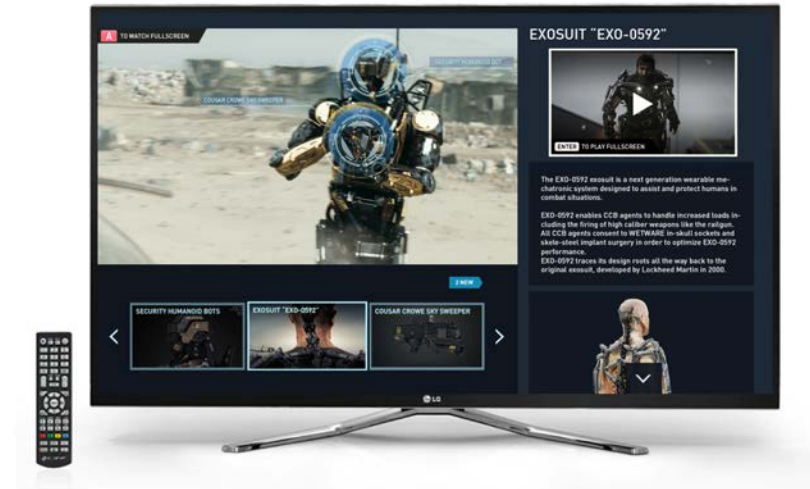 A TO WATCH FULLSCREEN
SECURITY HUMANOID BOT
COUSAR CROWE SKY SWEEPER
2 NEW
SECURITY HUMANOID BOTS
EXOSUIT "EXO-0592"
COUSAR CROWE SKY SWEEPER
EXOSUIT "EXO-0592"
ENTER TO PLAY FULLSCREEN
The EXO-0592 exosuit is a next generation wearable me-
chatronic system designed to assist and protect humans in
combat situations.
EXO-0592 enables CCB agents to handle increased loads in-
cluding the firing of high caliber weapons like the railgun.
All CCB agents consent to WETWARE in-skull sockets and
skele-steel implant surgery in order to optimize EXO-0592
performance.
EXO-0592 traces its design roots all the way back to the
original exosuit, developed by Lockheed Martin in 2000.
LG